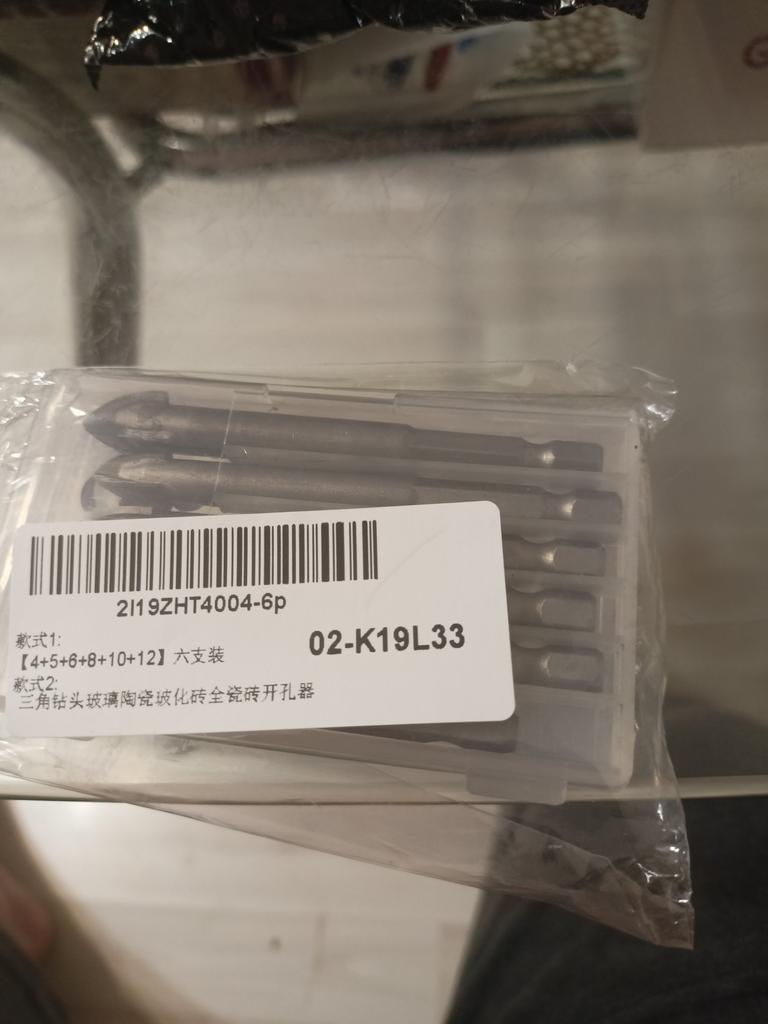 2I19ZHT4004-6p
02-K19L33
款式1:
【4+5+6+8+10+12】六支装
款式2:
三角钻头玻璃陶瓷玻化砖全瓷砖开孔器